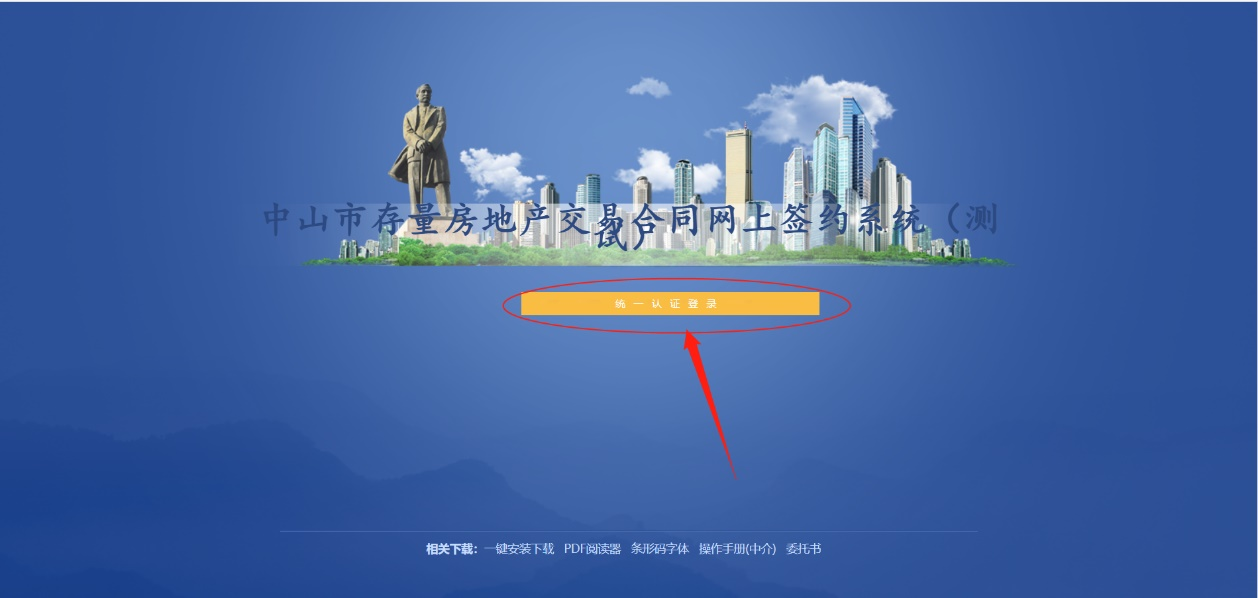 中山市存量房地产交易合同网上签约系统（测
试）
统一认证登录
相关下载：一键安装下载 PDF阅读器 条形码字体 操作手册(中介) 委托书